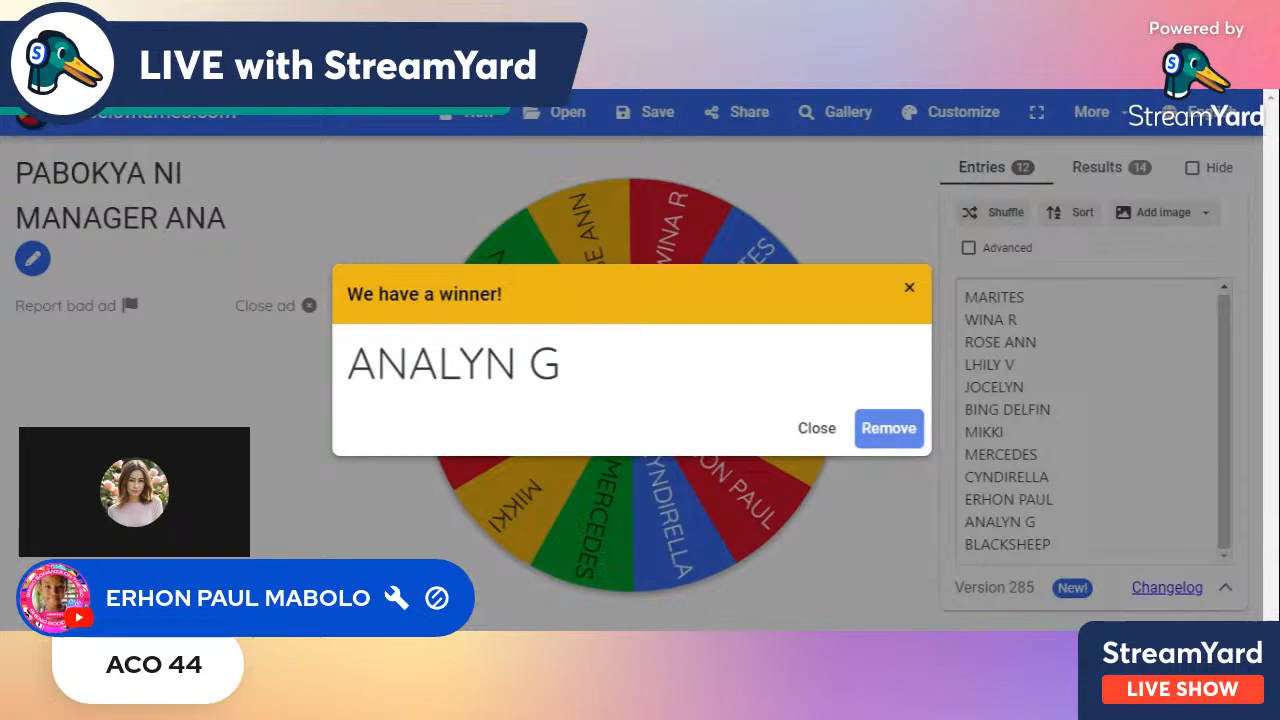 LIVE with StreamYard
Powered by
StreamYard
Open Save Share Gallery Customize More
PABOKYA NI
MANAGER ANA
Report bad ad
Close ad
Entries 12 Results 14 Hide
Shuffle Sort Add image
Advanced
MARITES
WINA R
ROSE ANN
LHILY V
JOCELYN
BING DELFIN
MIKKI
MERCEDES
CYNDIRELLA
ERHON PAUL
ANALYN G
BLACKSHEEP
Version 285 New! Changelog
We have a winner!
ANALYN G
Close Remove
WINA R
MIKKI
MERCEDES
ERHON PAUL MABOLO
ACO 44
StreamYard
LIVE SHOW